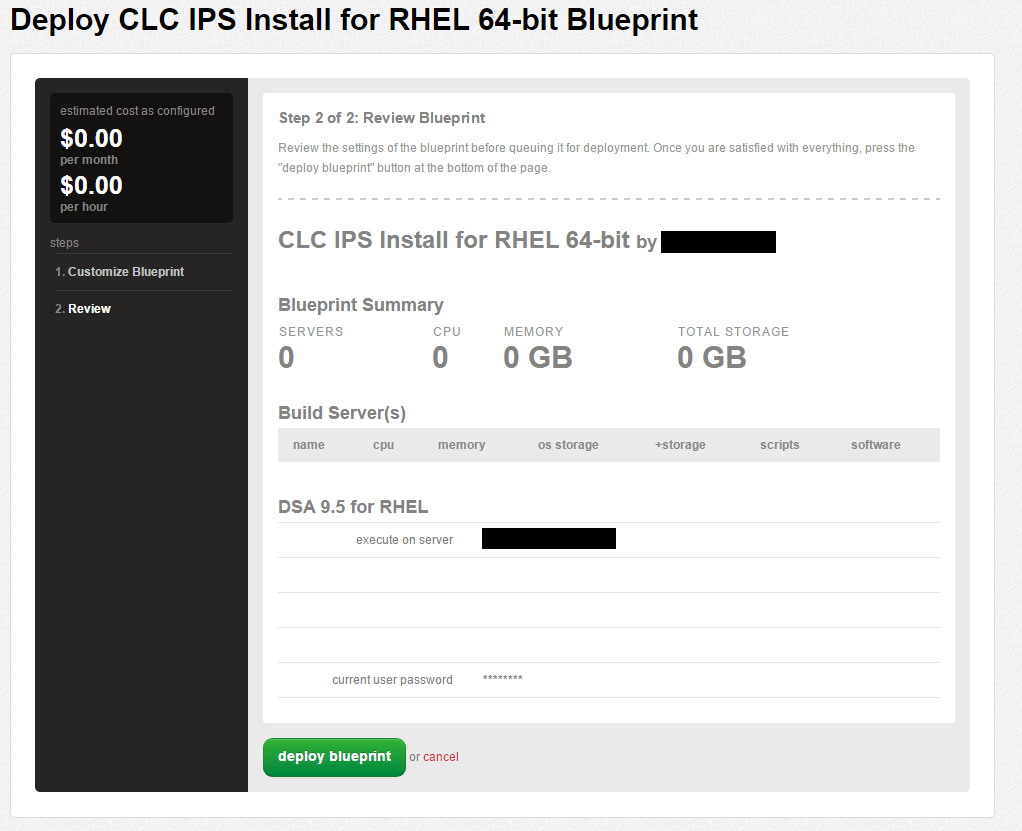 Deploy CLC IPS Install for RHEL 64-bit Blueprint
estimated cost as configured
$0.00
per month
$0.00
per hour
steps
1. Customize Blueprint
2. Review
Step 2 of 2: Review Blueprint
Review the settings of the blueprint before queuing it for deployment. Once you are satisfied with everything, press the
"deploy blueprint" button at the bottom of the page.
CLC IPS Install for RHEL 64-bit by
Blueprint Summary
SERVERS CPU MEMORY TOTAL STORAGE
0 0 0 GB 0 GB
Build Server(s)
name cpu memory os storage +storage scripts software
DSA 9.5 for RHEL
execute on server
current user password ********
deploy blueprint or cancel